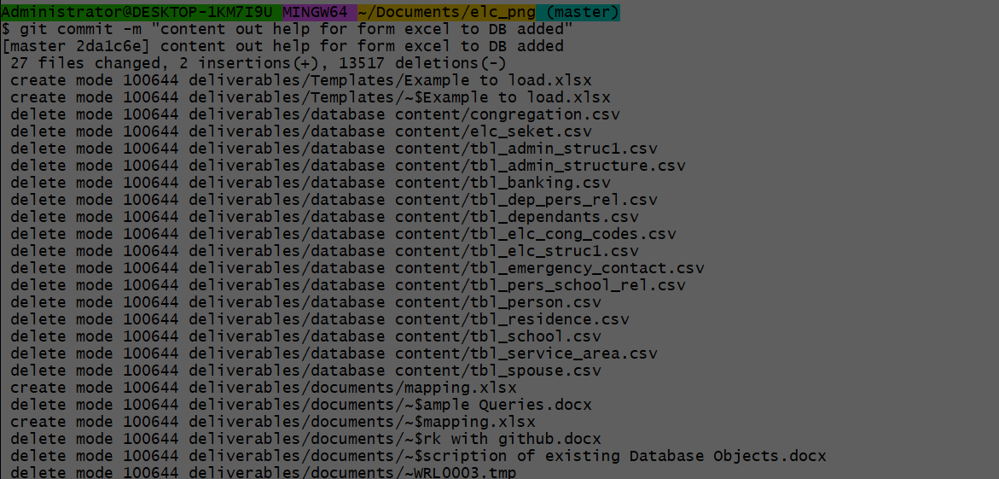 Administrator@DESKTOP-1KM7I9U MINGW64 ~/Documents/elc_png (master)
$ git commit -m "content out help for form excel to DB added"
[master 2da1c6e] content out help for form excel to DB added
 27 files changed, 2 insertions(+), 13517 deletions(-)
 create mode 100644 deliverables/Templates/Example to load.xlsx
 create mode 100644 deliverables/Templates/~$Example to load.xlsx
 delete mode 100644 deliverables/database content/congregation.csv
 delete mode 100644 deliverables/database content/elc_seket.csv
 delete mode 100644 deliverables/database content/tbl_admin_struc1.csv
 delete mode 100644 deliverables/database content/tbl_admin_structure.csv
 delete mode 100644 deliverables/database content/tbl_banking.csv
 delete mode 100644 deliverables/database content/tbl_dep_pers_rel.csv
 delete mode 100644 deliverables/database content/tbl_dependants.csv
 delete mode 100644 deliverables/database content/tbl_elc_cong_codes.csv
 delete mode 100644 deliverables/database content/tbl_elc_struc1.csv
 delete mode 100644 deliverables/database content/tbl_emergency_contact.csv
 delete mode 100644 deliverables/database content/tbl_pers_school_rel.csv
 delete mode 100644 deliverables/database content/tbl_person.csv
 delete mode 100644 deliverables/database content/tbl_residence.csv
 delete mode 100644 deliverables/database content/tbl_school.csv
 delete mode 100644 deliverables/database content/tbl_service_area.csv
 delete mode 100644 deliverables/database content/tbl_spouse.csv
 create mode 100644 deliverables/documents/mapping.xlsx
 delete mode 100644 deliverables/documents/~$ample Queries.docx
 create mode 100644 deliverables/documents/~$mapping.xlsx
 delete mode 100644 deliverables/documents/~$rk with github.docx
 delete mode 100644 deliverables/documents/~$scription of existing Database Objects.docx
 delete mode 100644 deliverables/documents/~WRL0003.tmp